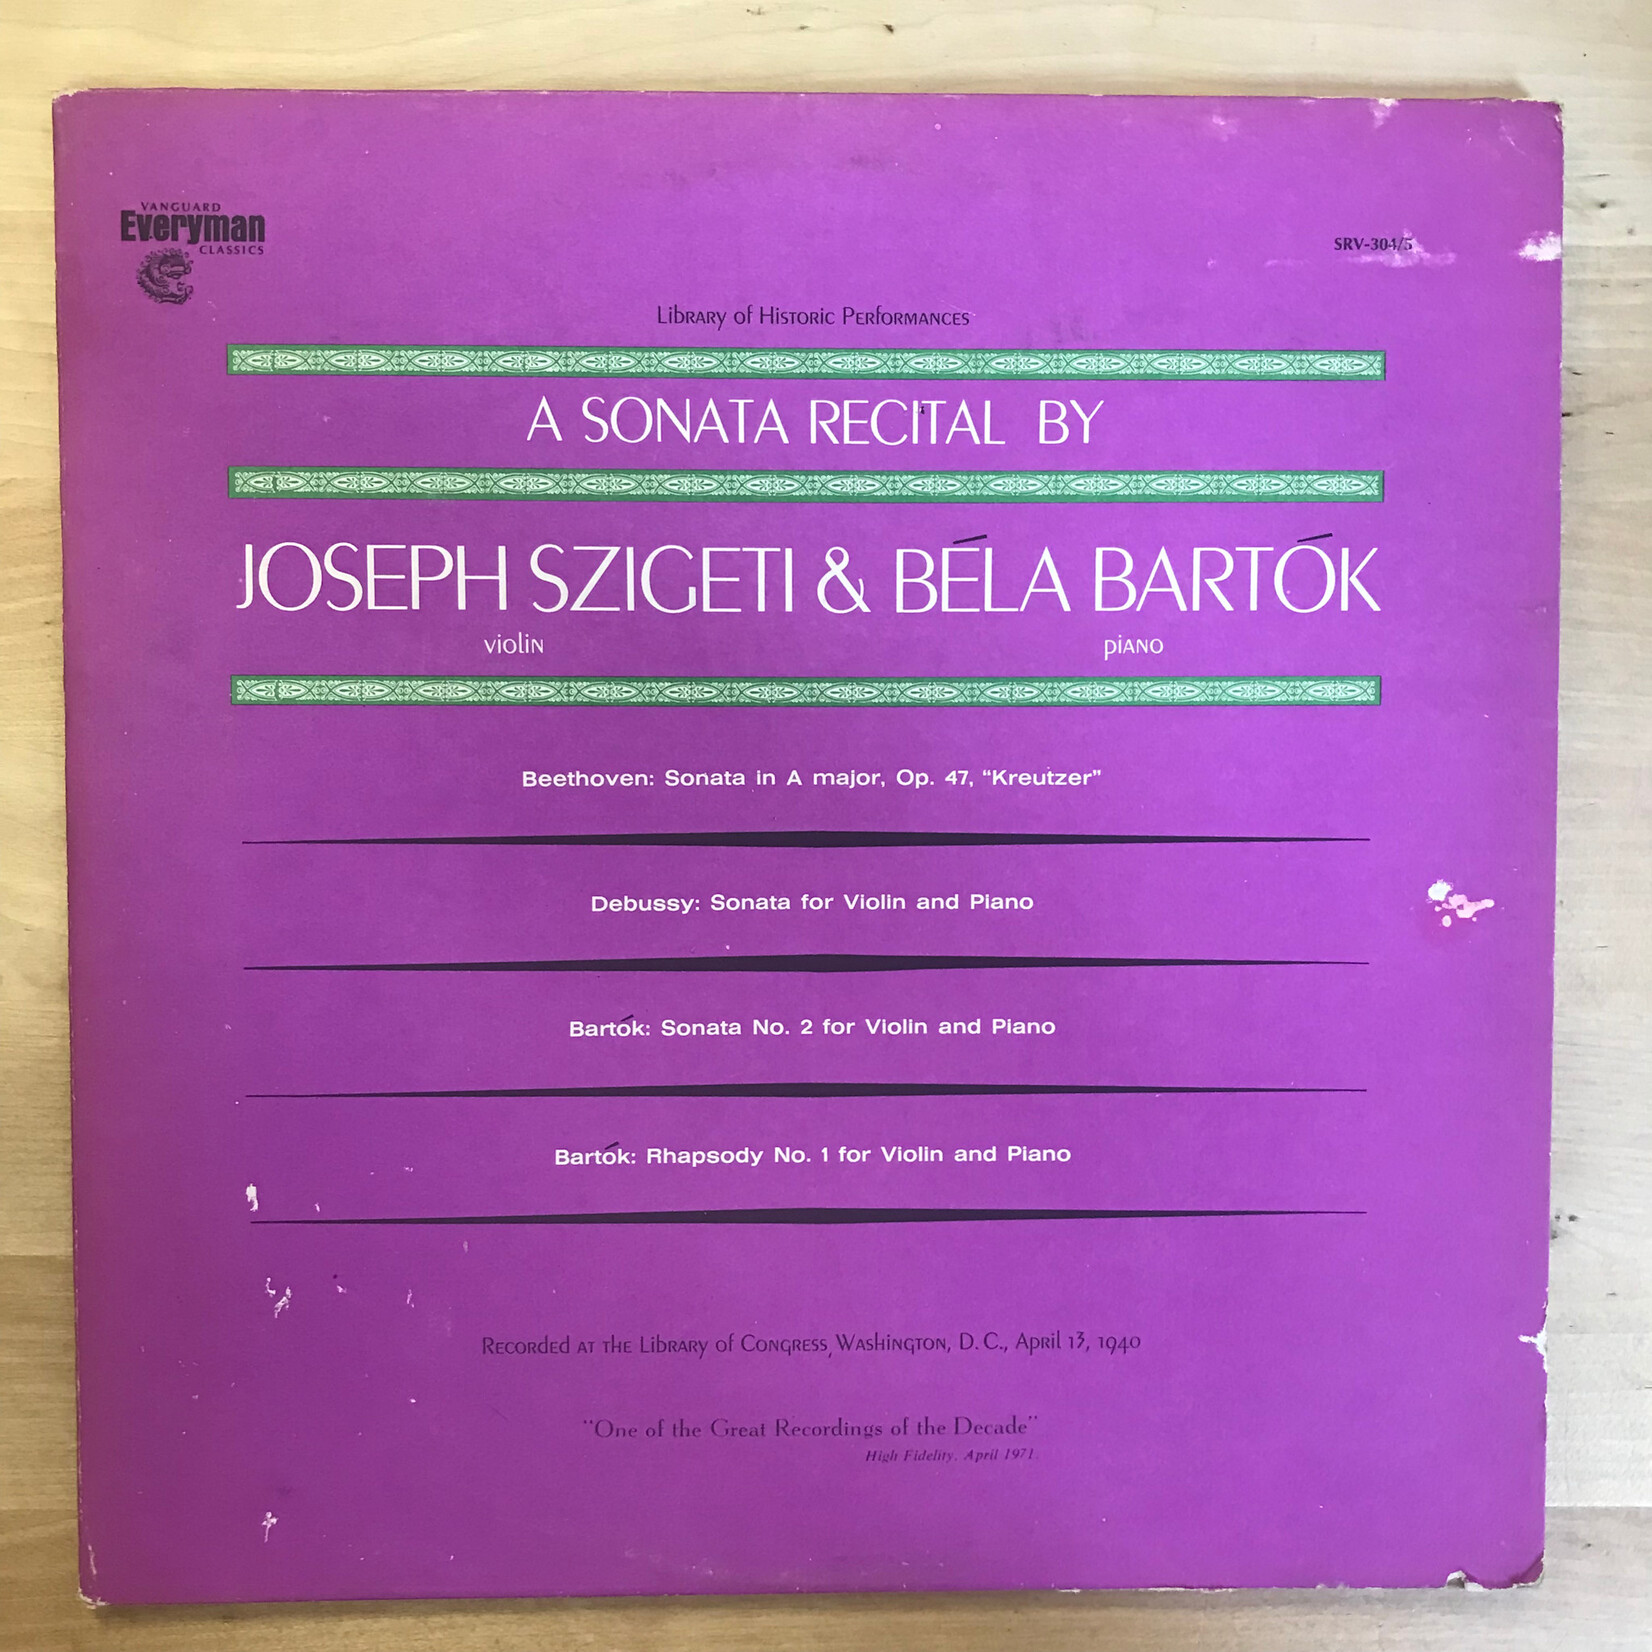 VANGUARD
Everyman
CLASSICS
SRV-304/5
Library of Historic Performances
A SONATA RECITAL BY
JOSEPH SZIGETI & BÉLA BARTÓK
violin piano
Beethoven: Sonata in A major, Op. 47, “Kreutzer”
Debussy: Sonata for Violin and Piano
Bartók: Sonata No. 2 for Violin and Piano
Bartók: Rhapsody No. 1 for Violin and Piano
Recorded at the Library of Congress, Washington, D.C., April 13, 1940
"One of the Great Recordings of the Decade"
High Fidelity, April 1971.